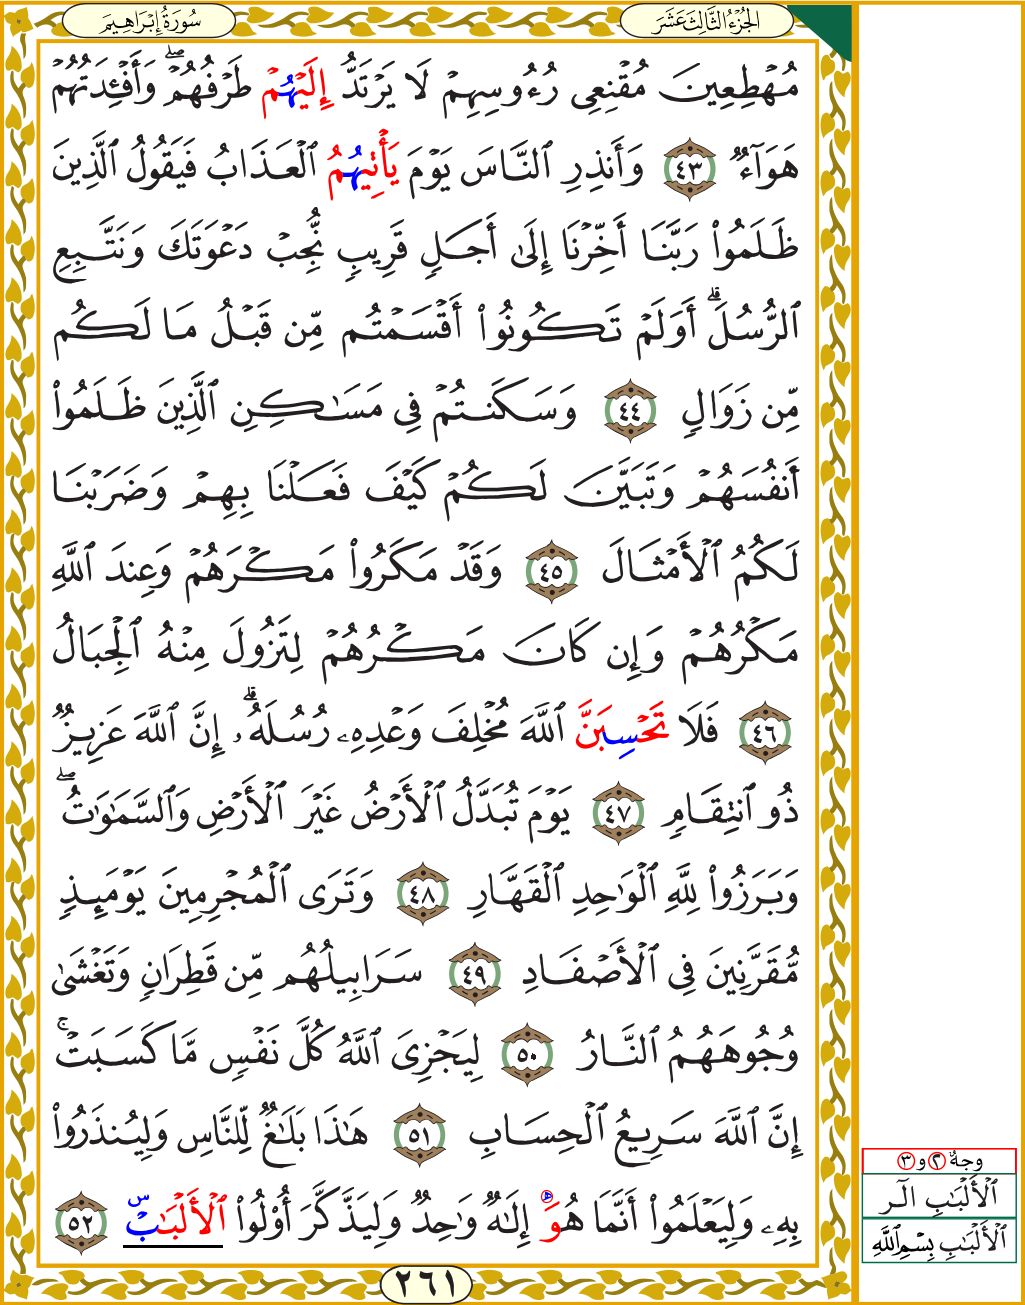 سُورَةُ إِبْرَاهِيمَ
الجُزْءُ الثَّالِثَ عَشَرَ
مُهْطِعِينَ مُقْنِعِى رُءُوسِهِمْ لَا يَرْتَدُّ إِلَيْهُمْ طَرْفُهُمْ ۖ وَأَفْـِٔدَتُهُمْ
هَوَآءٌ ٤٣ وَأَنذِرِ ٱلنَّاسَ يَوْمَ يَأْتِيهُمُ ٱلْعَذَابُ فَيَقُولُ ٱلَّذِينَ
ظَلَمُوا۟ رَبَّنَا أَخِّرْنَا إِلَىٰ أَجَلٍ قَرِيبٍ نُّجِبْ دَعْوَتَكَ وَنَتَّبِعِ
ٱلرُّسُلَ ۗ أَوَلَمْ تَكُونُوا۟ أَقْسَمْتُم مِّن قَبْلُ مَا لَكُم
مِّن زَوَالٍ ٤٤ وَسَكَنتُمْ فِى مَسَـٰكِنِ ٱلَّذِينَ ظَلَمُوا۟
أَنفُسَهُمْ وَتَبَيَّنَ لَكُمْ كَيْفَ فَعَلْنَا بِهِمْ وَضَرَبْنَا
لَكُمُ ٱلْأَمْثَالَ ٤٥ وَقَدْ مَكَرُوا۟ مَكْرَهُمْ وَعِندَ ٱللَّهِ
مَكْرُهُمْ وَإِن كَانَ مَكْرُهُمْ لِتَزُولَ مِنْهُ ٱلْجِبَالُ
٤٦ فَلَا تَحْسِبَنَّ ٱللَّهَ مُخْلِفَ وَعْدِهِۦ رُسُلَهُۥ ۗ إِنَّ ٱللَّهَ عَزِيزٌ
ذُو ٱنتِقَامٍ ٤٧ يَوْمَ تُبَدَّلُ ٱلْأَرْضُ غَيْرَ ٱلْأَرْضِ وَٱلسَّمَـٰوَٰتُ ۖ
وَبَرَزُوا۟ لِلَّهِ ٱلْوَٰحِدِ ٱلْقَهَّارِ ٤٨ وَتَرَى ٱلْمُجْرِمِينَ يَوْمَئِذٍ
مُّقَرَّنِينَ فِى ٱلْأَصْفَادِ ٤٩ سَرَابِيلُهُم مِّن قَطِرَانٍ وَتَغْشَىٰ
وُجُوهَهُمُ ٱلنَّارُ ٥٠ لِيَجْزِىَ ٱللَّهُ كُلَّ نَفْسٍ مَّا كَسَبَتْ ۚ
إِنَّ ٱللَّهَ سَرِيعُ ٱلْحِسَابِ ٥١ هَـٰذَا بَلَـٰغٌ لِّلنَّاسِ وَلِيُنذَرُوا۟
بِهِۦ وَلِيَعْلَمُوا۟ أَنَّمَا هُوَ إِلَـٰهٌ وَٰحِدٌ وَلِيَذَّكَّرَ أُو۟لُوا۟ ٱلْأَلْبَـٰبْ س ٥٢
٢٦١
وجهٌ ٢ و ٣
ٱلْأَلْبَـٰبِ الٓر
ٱلْأَلْبَـٰبِ بِسْمِ ٱللَّهِ